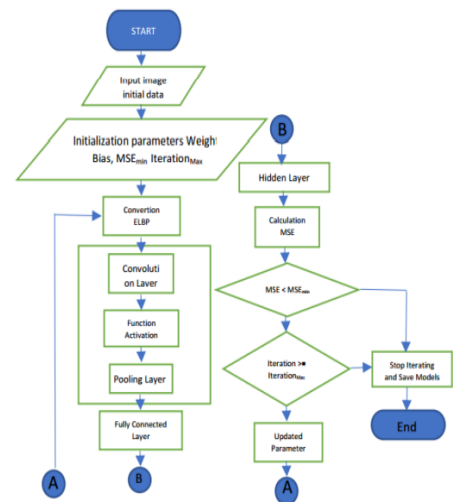 START
Input image
initial data
Initialization parameters Weight
Bias, MSEmin IterationMax
Convertion
ELBP
Convoluti
on Layer
Function
Activation
Pooling Layer
Fully Connected
Layer
A
B
B
Hidden Layer
Calculation
MSE
MSE < MSEmin
Iteration >=
IterationMax
Stop Iterating
and Save Models
End
Updated
Parameter
A